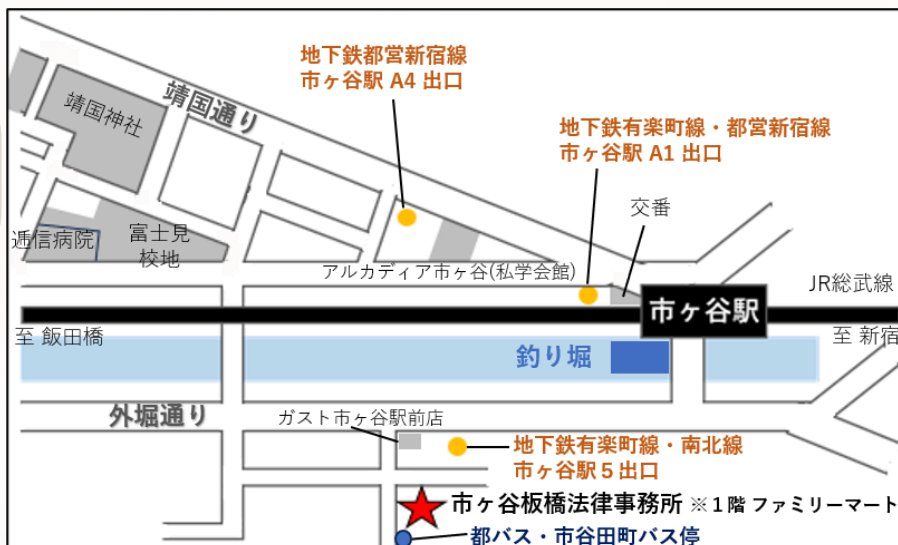 地下鉄都営新宿線
市ヶ谷駅 A4 出口
靖国通り
靖国神社
地下鉄有楽町線・都営新宿線
市ヶ谷駅 A1 出口
交番
逓信病院
富士見
校地
アルカディア市ヶ谷(私学会館)
JR総武線
市ヶ谷駅
至 飯田橋
至 新宿
釣り堀
外堀通り
ガスト市ヶ谷駅前店
地下鉄有楽町線・南北線
市ヶ谷駅 5 出口
市ヶ谷板橋法律事務所 ※1階 ファミリーマート
都バス・市谷田町バス停